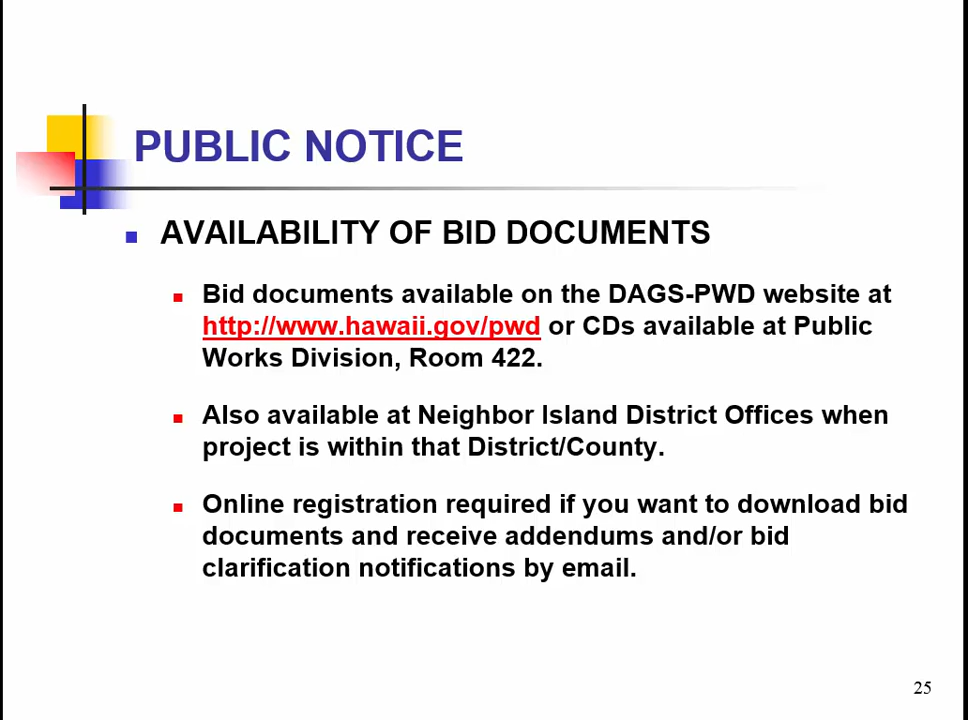 PUBLIC NOTICE
AVAILABILITY OF BID DOCUMENTS
Bid documents available on the DAGS-PWD website at
http://www.hawaii.gov/pwd or CDs available at Public
Works Division, Room 422.
Also available at Neighbor Island District Offices when
project is within that District/County.
Online registration required if you want to download bid
documents and receive addendums and/or bid
clarification notifications by email.
25